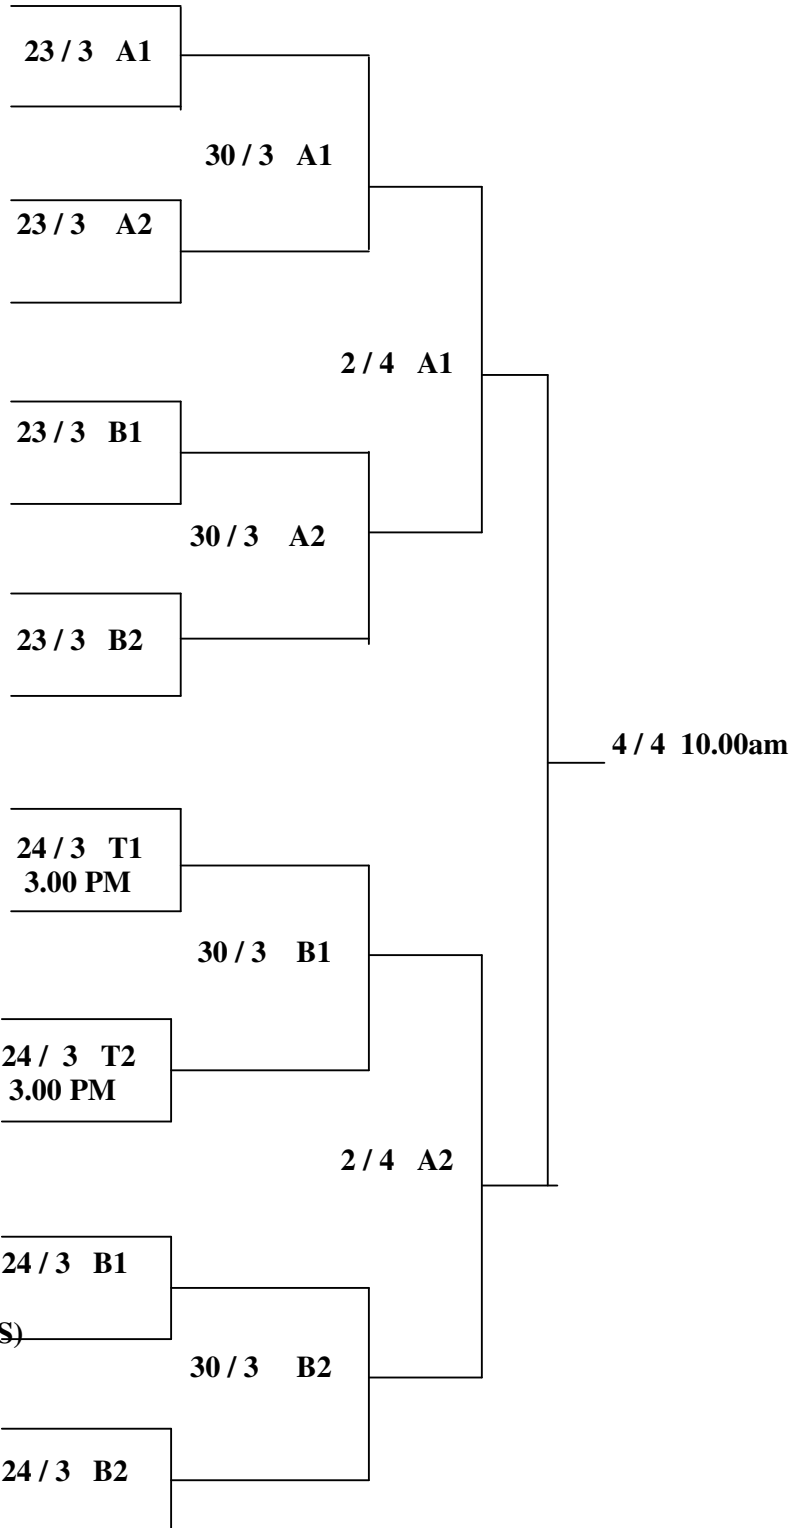 23 / 3 A1
30 / 3 A1
23 / 3 A2
2 / 4 A1
23 / 3 B1
30 / 3 A2
23 / 3 B2
4 / 4 10.00am
24 / 3 T1
3.00 PM
30 / 3 B1
24 / 3 T2
3.00 PM
2 / 4 A2
24 / 3 B1
S)
30 / 3 B2
24 / 3 B2